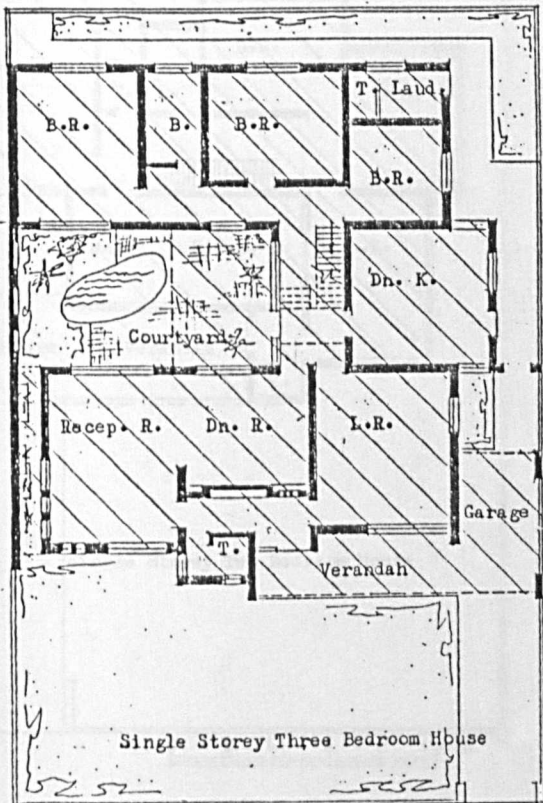 T. Laud.
B.R. B. B.R.
B.R.
Dn. K.
Courtyard
Recep. R. Dn. R. L.R.
Garage
T.
Verandah
Single Storey Three Bedroom House